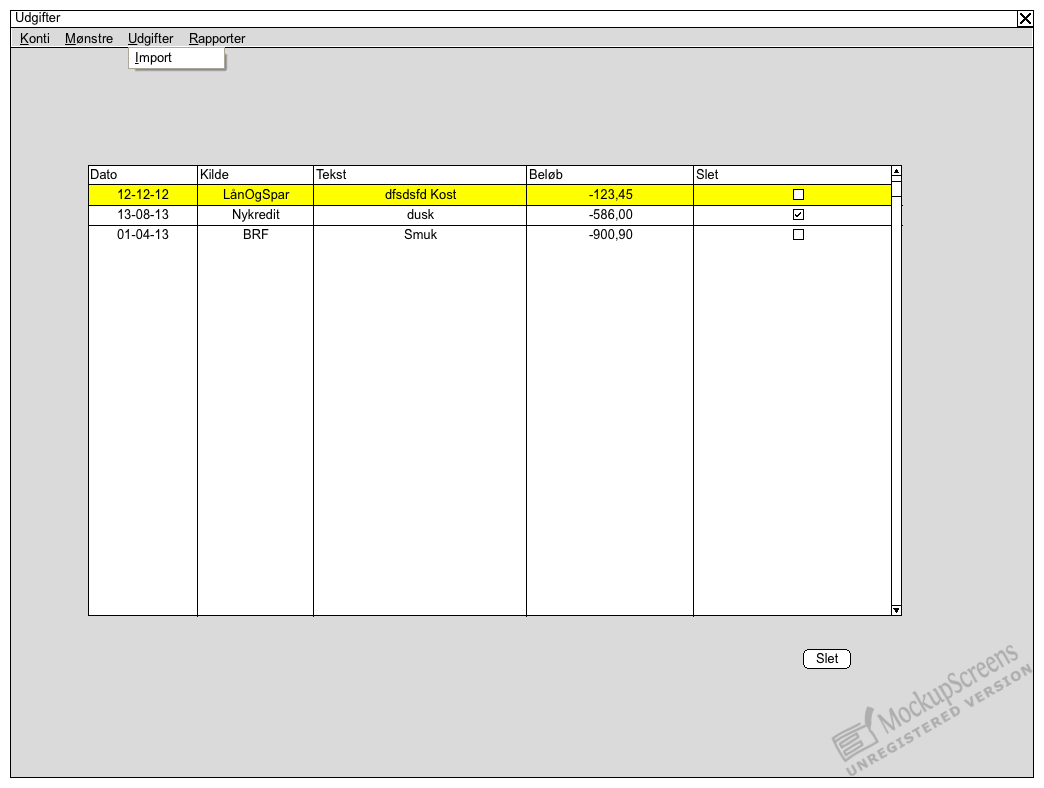 Udgifter
Konti Mønstre Udgifter Rapporter
Import
Dato Kilde Tekst Beløb Slet
12-12-12 LånOgSpar dfsdsfd Kost -123,45
13-08-13 Nykredit dusk -586,00
01-04-13 BRF Smuk -900,90
Slet
MockupScreens
UNREGISTERED VERSION